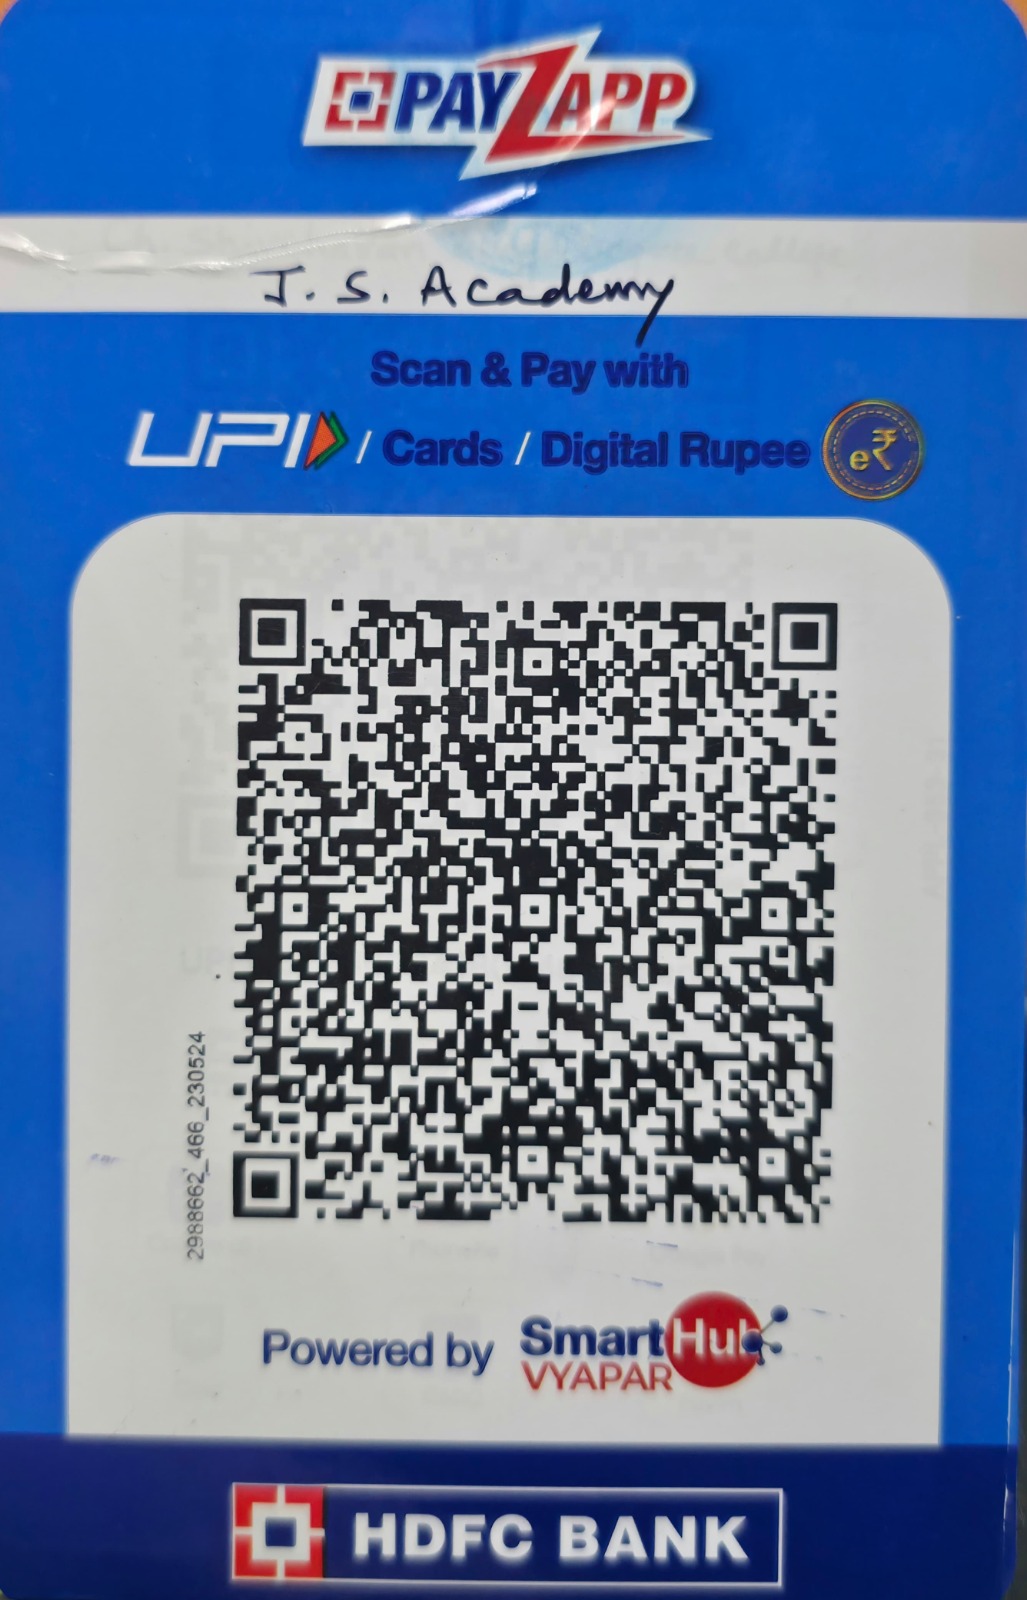 PAYZAPP
J. S. Academy
Scan & Pay with
UPI / Cards / Digital Rupee e₹
2988662_466_230524
Powered by SmartHub
VYAPAR
HDFC BANK